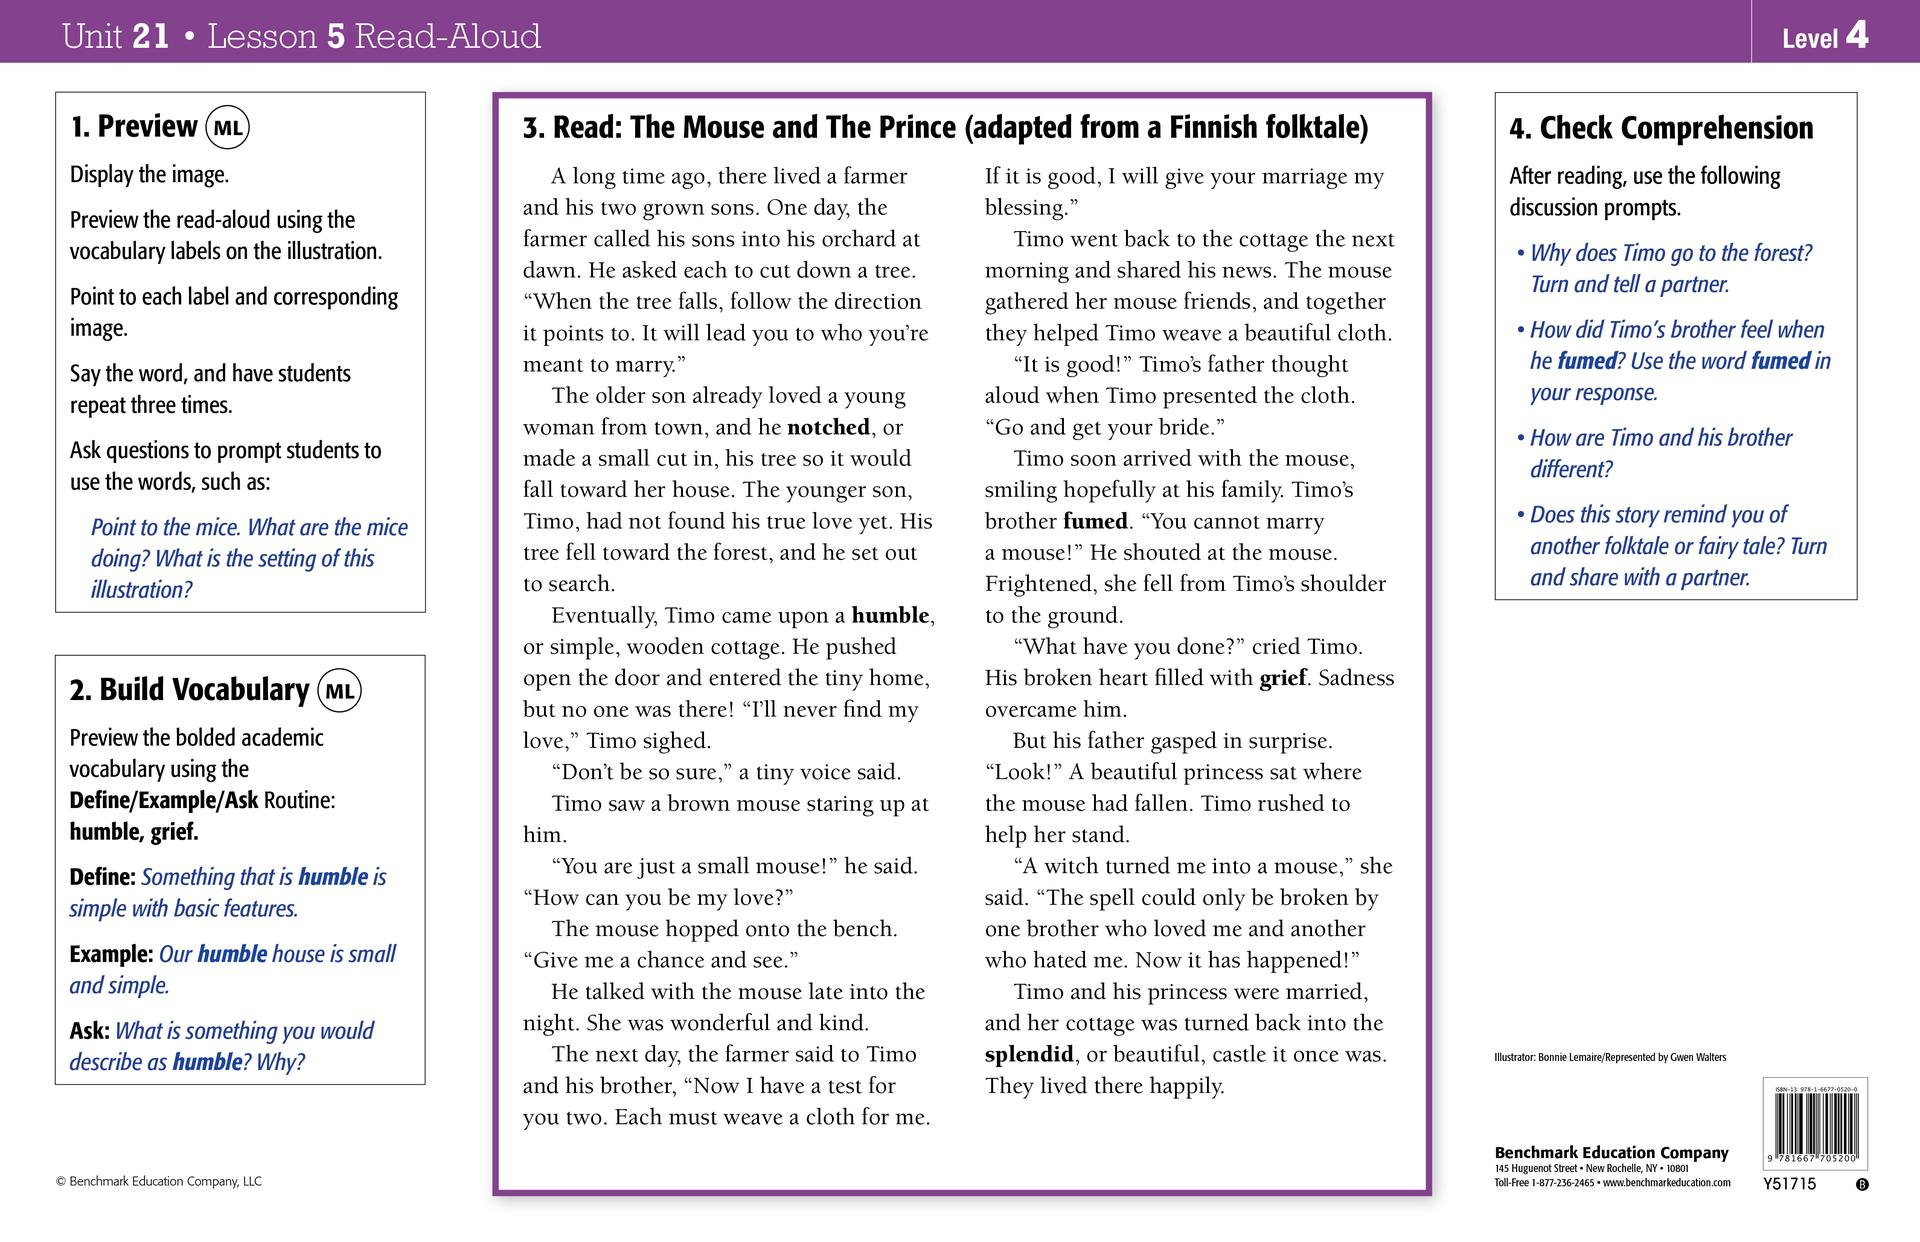 Unit 21 • Lesson 5 Read-Aloud
Level 4
1. Preview ML
Display the image.
Preview the read-aloud using the
vocabulary labels on the illustration.
Point to each label and corresponding
image.
Say the word, and have students
repeat three times.
Ask questions to prompt students to
use the words, such as:
Point to the mice. What are the mice
doing? What is the setting of this
illustration?
2. Build Vocabulary ML
Preview the bolded academic
vocabulary using the
Define/Example/Ask Routine:
humble, grief.
Define: Something that is humble is
simple with basic features.
Example: Our humble house is small
and simple.
Ask: What is something you would
describe as humble? Why?
© Benchmark Education Company, LLC
3. Read: The Mouse and The Prince (adapted from a Finnish folktale)
A long time ago, there lived a farmer
and his two grown sons. One day, the
farmer called his sons into his orchard at
dawn. He asked each to cut down a tree.
“When the tree falls, follow the direction
it points to. It will lead you to who you’re
meant to marry.”
The older son already loved a young
woman from town, and he notched, or
made a small cut in, his tree so it would
fall toward her house. The younger son,
Timo, had not found his true love yet. His
tree fell toward the forest, and he set out
to search.
Eventually, Timo came upon a humble,
or simple, wooden cottage. He pushed
open the door and entered the tiny home,
but no one was there! “I’ll never find my
love,” Timo sighed.
“Don’t be so sure,” a tiny voice said.
Timo saw a brown mouse staring up at
him.
“You are just a small mouse!” he said.
“How can you be my love?”
The mouse hopped onto the bench.
“Give me a chance and see.”
He talked with the mouse late into the
night. She was wonderful and kind.
The next day, the farmer said to Timo
and his brother, “Now I have a test for
you two. Each must weave a cloth for me.
If it is good, I will give your marriage my
blessing.”
Timo went back to the cottage the next
morning and shared his news. The mouse
gathered her mouse friends, and together
they helped Timo weave a beautiful cloth.
“It is good!” Timo’s father thought
aloud when Timo presented the cloth.
“Go and get your bride.”
Timo soon arrived with the mouse,
smiling hopefully at his family. Timo’s
brother fumed. “You cannot marry
a mouse!” He shouted at the mouse.
Frightened, she fell from Timo’s shoulder
to the ground.
“What have you done?” cried Timo.
His broken heart filled with grief. Sadness
overcame him.
But his father gasped in surprise.
“Look!” A beautiful princess sat where
the mouse had fallen. Timo rushed to
help her stand.
“A witch turned me into a mouse,” she
said. “The spell could only be broken by
one brother who loved me and another
who hated me. Now it has happened!”
Timo and his princess were married,
and her cottage was turned back into the
splendid, or beautiful, castle it once was.
They lived there happily.
4. Check Comprehension
After reading, use the following
discussion prompts.
• Why does Timo go to the forest?
Turn and tell a partner.
• How did Timo’s brother feel when
he fumed? Use the word fumed in
your response.
• How are Timo and his brother
different?
• Does this story remind you of
another folktale or fairy tale? Turn
and share with a partner.
Illustrator: Bonnie Lemaire/Represented by Gwen Walters
Benchmark Education Company
145 Huguenot Street • New Rochelle, NY • 10801
Toll-Free 1-877-236-2465 • www.benchmarkeducation.com
ISBN-13: 978-1-6677-0520-0
9 781667 705200
Y51715 B